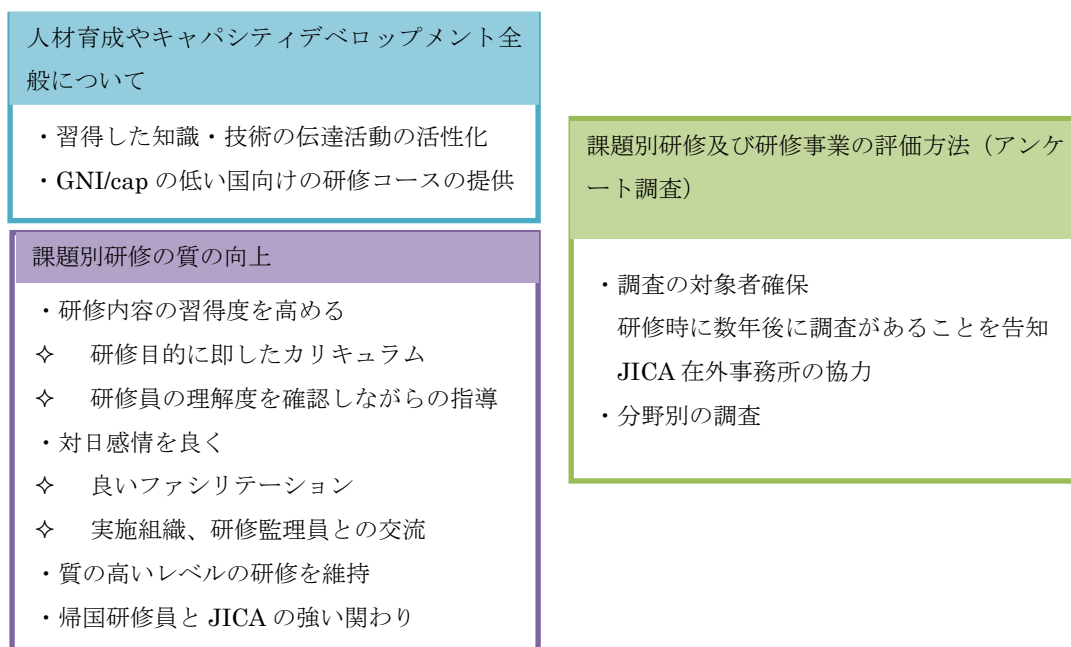 人材育成やキャパシティデベロップメント全
般について
・習得した知識・技術の伝達活動の活性化
・GNI/cap の低い国向けの研修コースの提供
課題別研修の質の向上
・研修内容の習得度を高める
✧ 研修目的に即したカリキュラム
✧ 研修員の理解度を確認しながらの指導
・対日感情を良く
✧ 良いファシリテーション
✧ 実施組織、研修監理員との交流
・質の高いレベルの研修を維持
・帰国研修員と JICA の強い関わり
課題別研修及び研修事業の評価方法（アンケ
ート調査）
・調査の対象者確保
研修時に数年後に調査があることを告知
JICA 在外事務所の協力
・分野別の調査